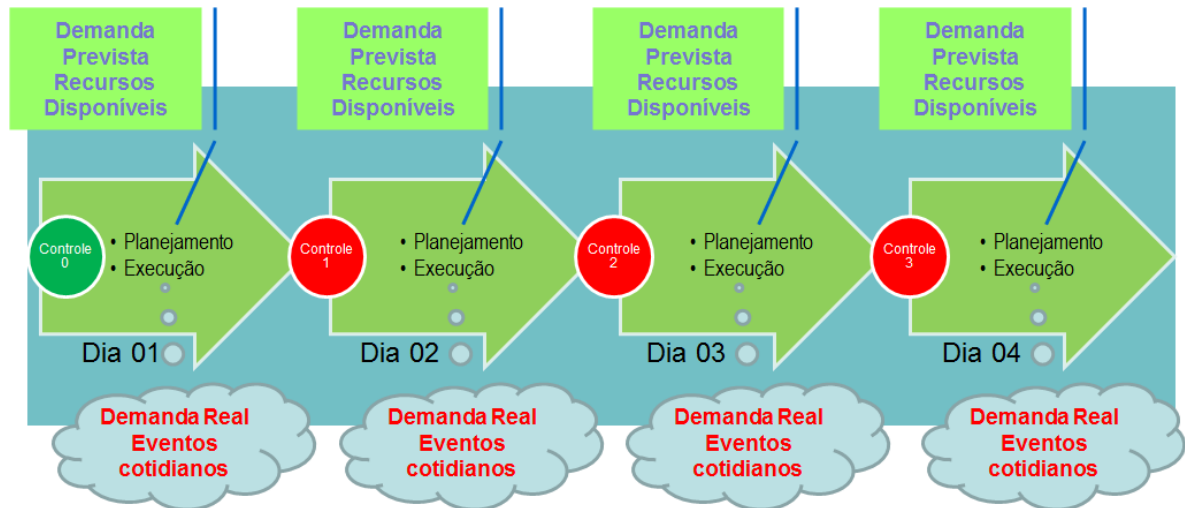 Demanda
Prevista
Recursos
Disponíveis
Demanda
Prevista
Recursos
Disponíveis
Demanda
Prevista
Recursos
Disponíveis
Demanda
Prevista
Recursos
Disponíveis
Controle
0
• Planejamento
• Execução
Dia 01
Controle
1
• Planejamento
• Execução
Dia 02
Controle
2
• Planejamento
• Execução
Dia 03
Controle
3
• Planejamento
• Execução
Dia 04
Demanda Real
Eventos
cotidianos
Demanda Real
Eventos
cotidianos
Demanda Real
Eventos
cotidianos
Demanda Real
Eventos
cotidianos